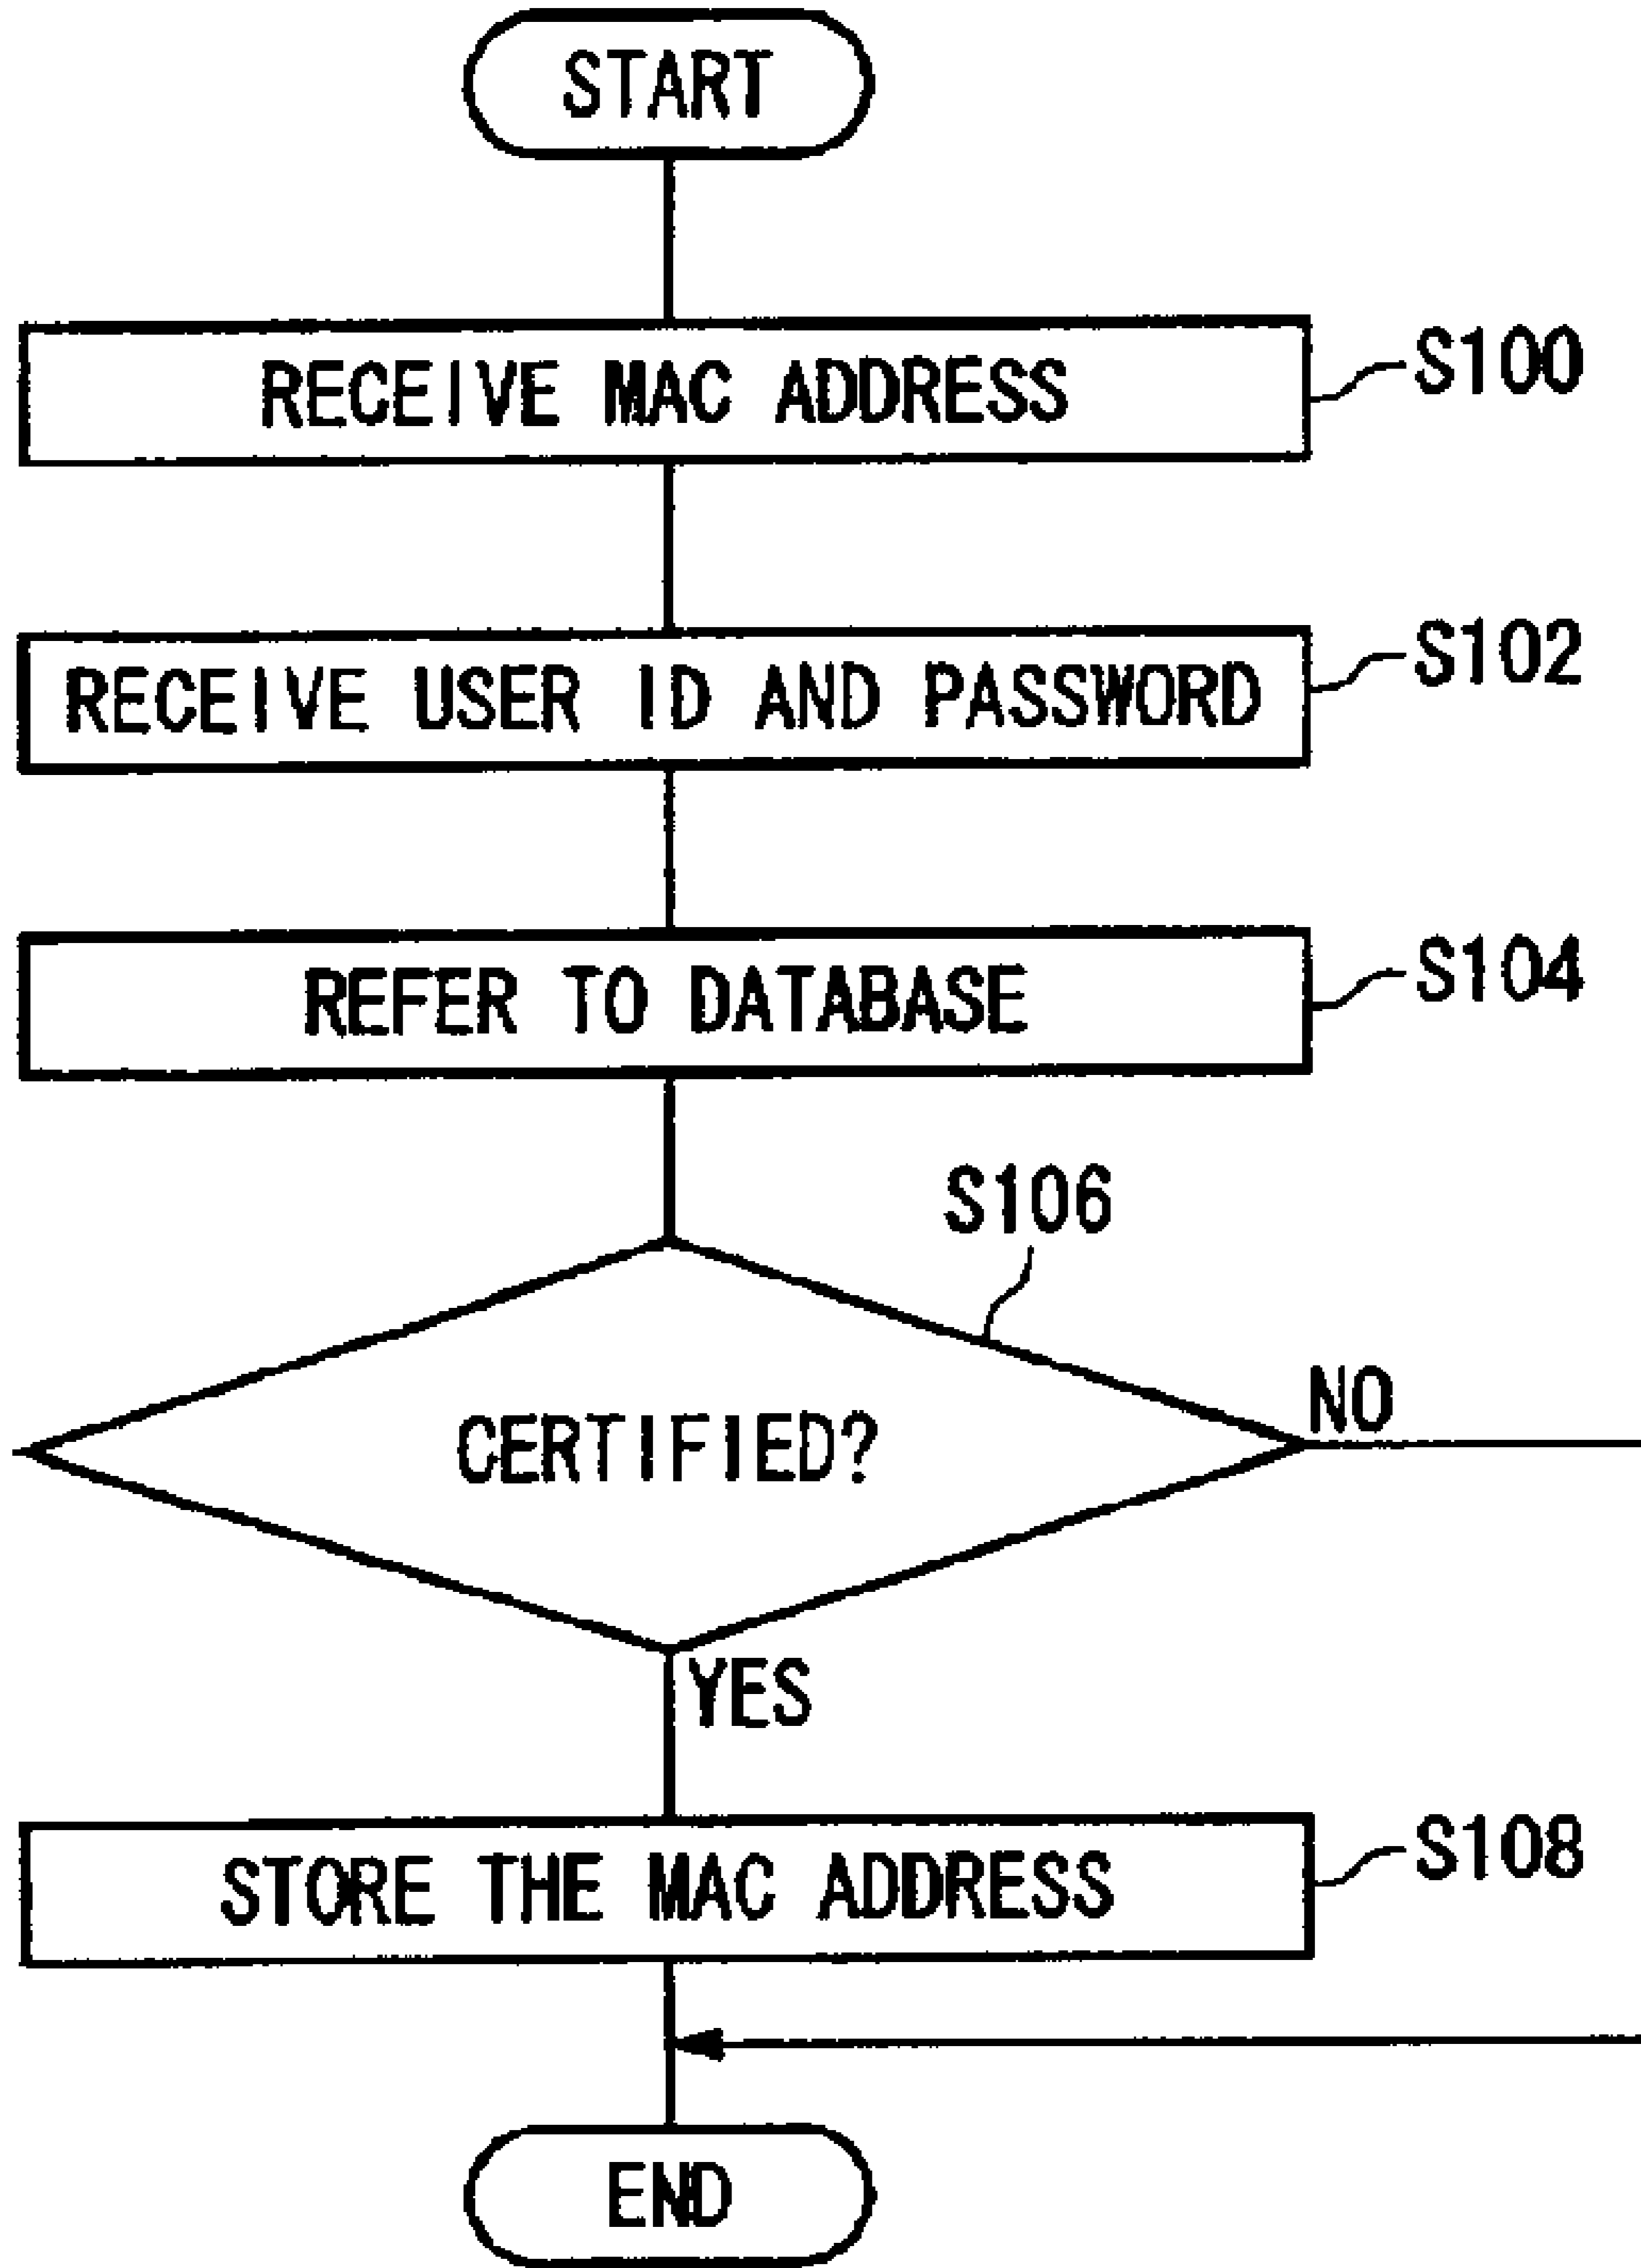 START
RECEIVE MAC ADDRESS
S100
RECEIVE USER ID AND PASSWORD
S102
REFER TO DATABASE
S104
S106
CERTIFIED?
NO
YES
STORE THE MAC ADDRESS
S108
END